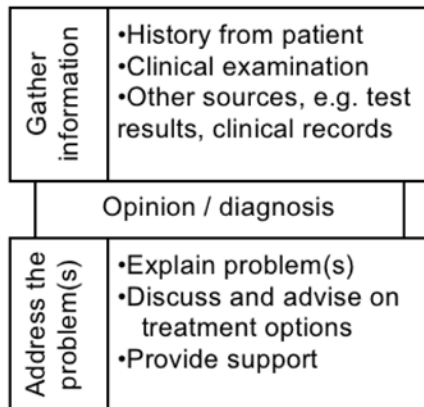 Gather
information
•History from patient
•Clinical examination
•Other sources, e.g. test
results, clinical records
Opinion / diagnosis
Address the
problem(s)
•Explain problem(s)
•Discuss and advise on
treatment options
•Provide support